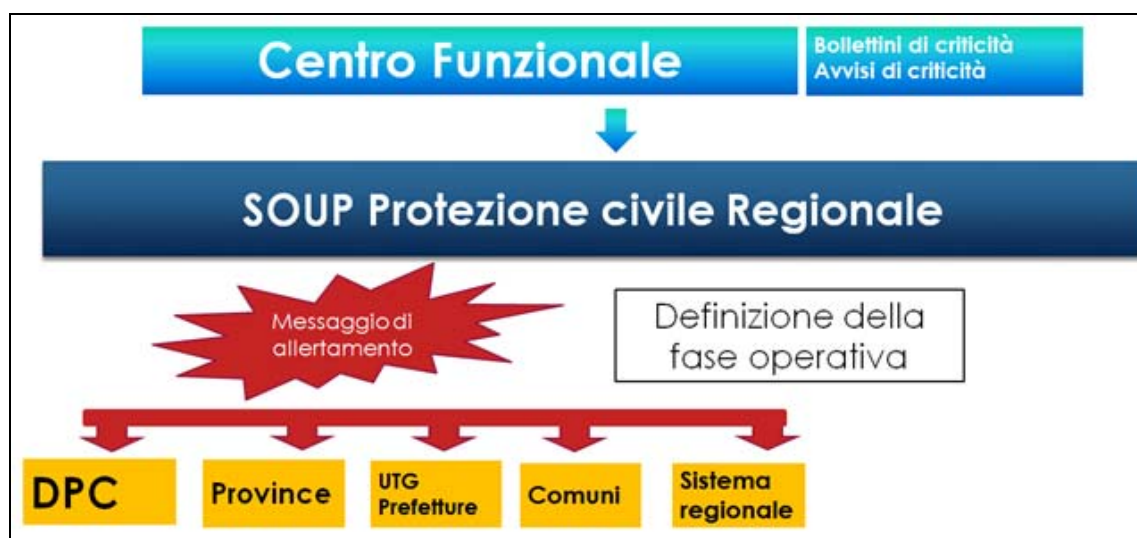 Centro Funzionale
Bollettini di criticità
Avvisi di criticità
SOUP Protezione civile Regionale
Messaggio di
allertamento
Definizione della
fase operativa
DPC
Province
UTG
Prefetture
Comuni
Sistema
regionale